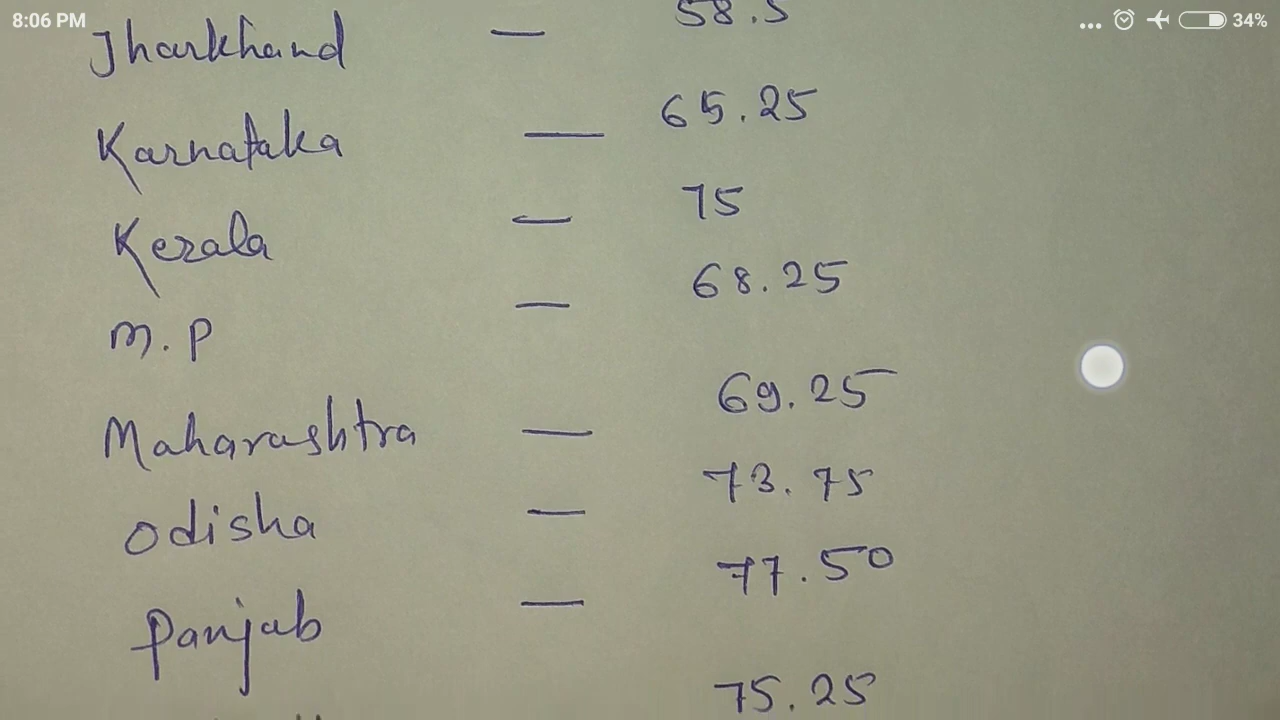 8:06 PM ... 34%
Jharkhand — 58.5
Karnataka — 65.25
Kerala — 75
M.P — 68.25
Maharashtra — 69.25
Odisha — 73.75
Panjab — 77.50
75.25